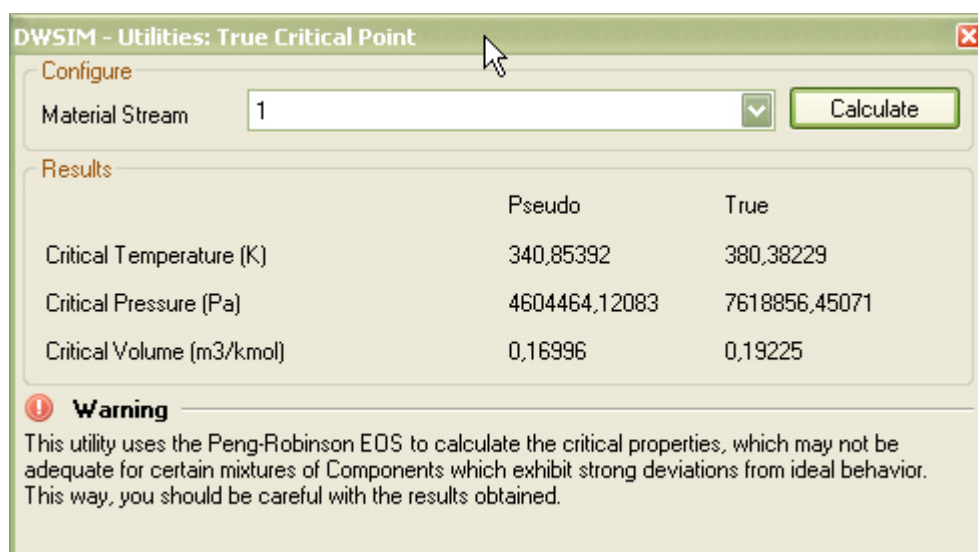 DWSIM - Utilities: True Critical Point
Configure
Material Stream 1 Calculate
Results
Pseudo True
Critical Temperature (K) 340,85392 380,38229
Critical Pressure (Pa) 4604464,12083 7618856,45071
Critical Volume (m3/kmol) 0,16996 0,19225
Warning
This utility uses the Peng-Robinson EOS to calculate the critical properties, which may not be
adequate for certain mixtures of Components which exhibit strong deviations from ideal behavior.
This way, you should be careful with the results obtained.